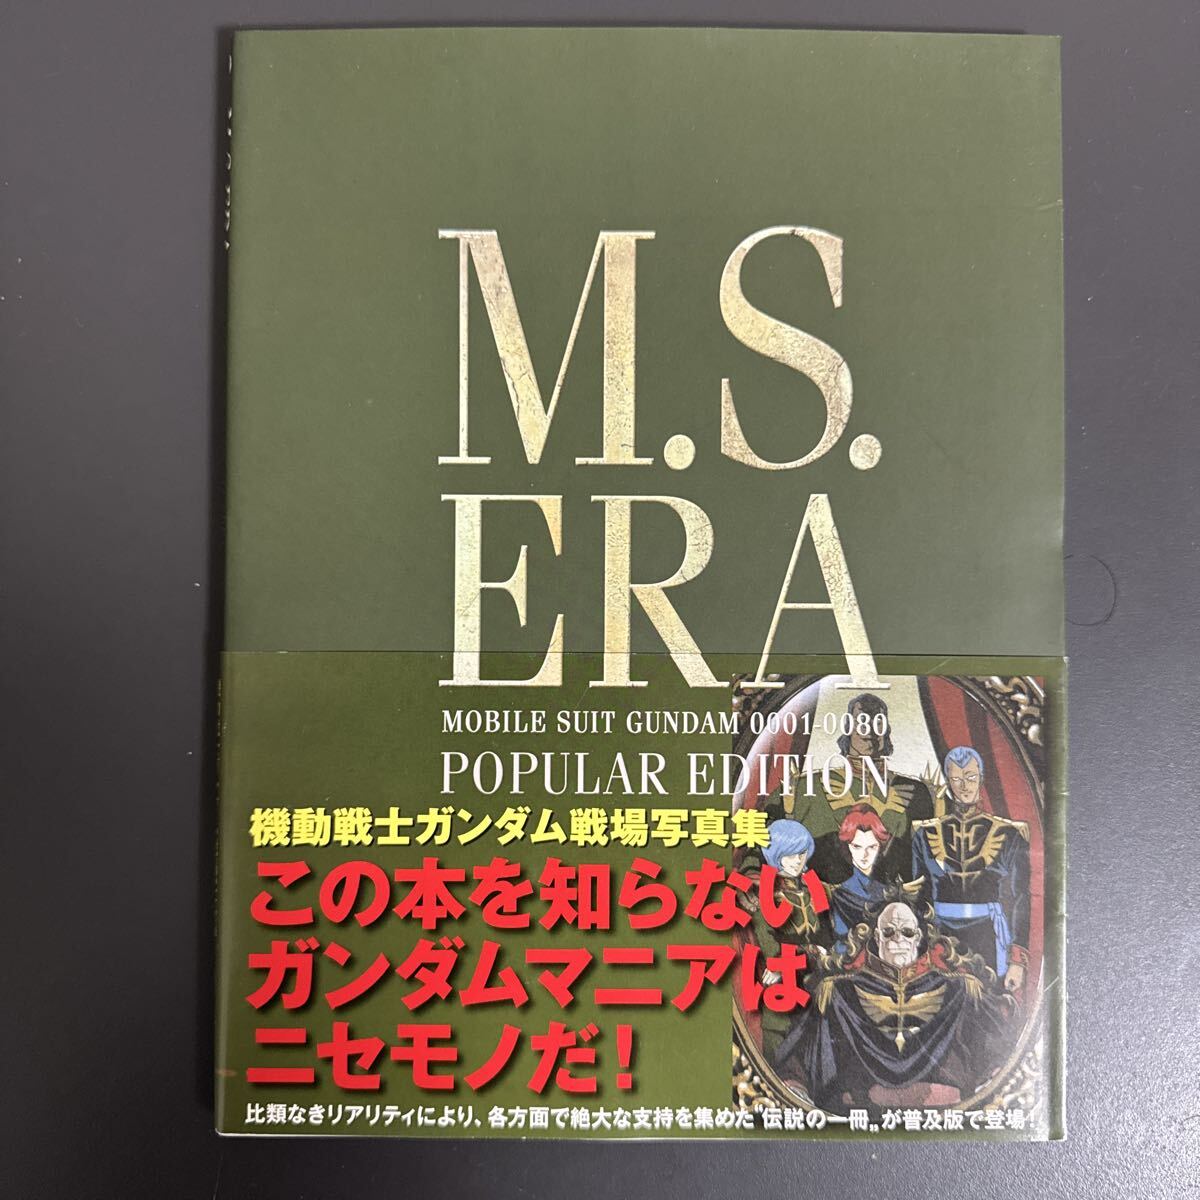 M.S.
ERA
MOBILE SUIT GUNDAM 0001-0080
POPULAR EDITION
機動戦士ガンダム戦場写真集
この本を知らない
ガンダムマニアは
ニセモノだ!
比類なきリアリティにより、各方面で絶大な支持を集めた〝伝説の一冊〟が普及版で登場!